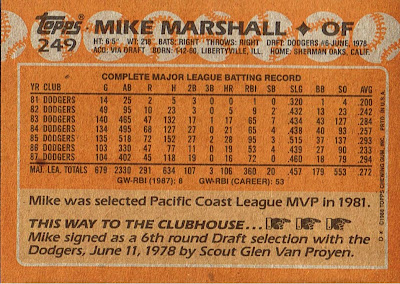 Topps
249
MIKE MARSHALL ✦ OF
HT: 6'5" WT: 218 BATS: RIGHT THROWS: RIGHT DRAFT: DODGERS #6-JUNE, 1978
ACQ: VIA DRAFT BORN: 1-12-60, LIBERTYVILLE, ILL. HOME: SHERMAN OAKS, CALIF.
COMPLETE MAJOR LEAGUE BATTING RECORD
YR CLUB G AB R H 2B 3B HR RBI SB SLG BB SO AVG
81 DODGERS 14 25 2 5 3 0 0 1 0 .320 1 4 .200
82 DODGERS 49 95 10 23 3 0 5 9 2 .432 13 23 .242
83 DODGERS 140 465 47 132 17 1 17 65 7 .434 43 127 .284
84 DODGERS 134 495 68 127 27 0 21 65 4 .438 40 93 .257
85 DODGERS 135 518 72 152 27 2 28 95 3 .515 37 137 .293
86 DODGERS 103 330 47 77 11 0 19 53 4 .439 27 90 .233
87 DODGERS 104 402 45 118 19 0 16 72 0 .460 18 79 .294
MAJ. LEA. TOTALS 679 2330 291 634 107 3 106 360 20 .457 179 553 .272
GW-RBI (1987): 8 GW-RBI (CAREER): 53
Mike was selected Pacific Coast League MVP in 1981.
THIS WAY TO THE CLUBHOUSE...
Mike signed as a 6th round Draft selection with the
Dodgers, June 11, 1978 by Scout Glen Van Proyen.
D* ©1988 TOPPS CHEWING GUM, INC. PRTD. IN U.S.A.